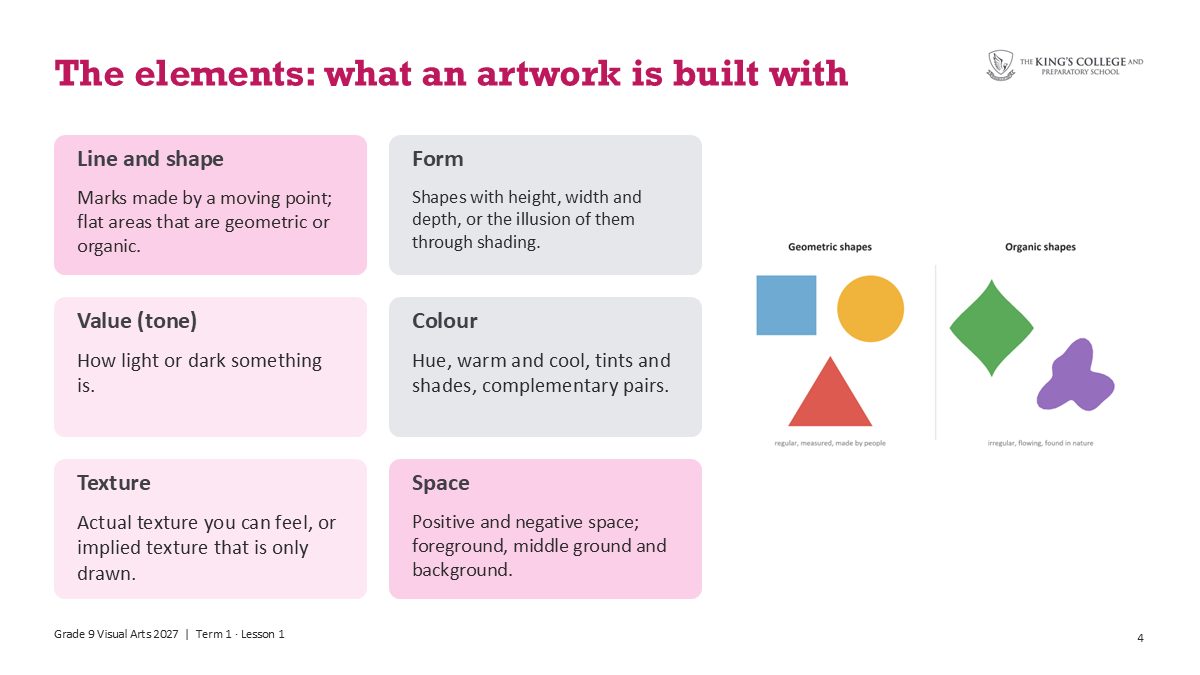 The elements: what an artwork is built with
THE KING'S COLLEGE AND
PREPARATORY SCHOOL
Line and shape
Marks made by a moving point;
flat areas that are geometric or
organic.
Form
Shapes with height, width and
depth, or the illusion of them
through shading.
Value (tone)
How light or dark something
is.
Colour
Hue, warm and cool, tints and
shades, complementary pairs.
Texture
Actual texture you can feel, or
implied texture that is only
drawn.
Space
Positive and negative space;
foreground, middle ground and
background.
Geometric shapes
regular, measured, made by people
Organic shapes
irregular, flowing, found in nature
Grade 9 Visual Arts 2027 | Term 1 · Lesson 1
4